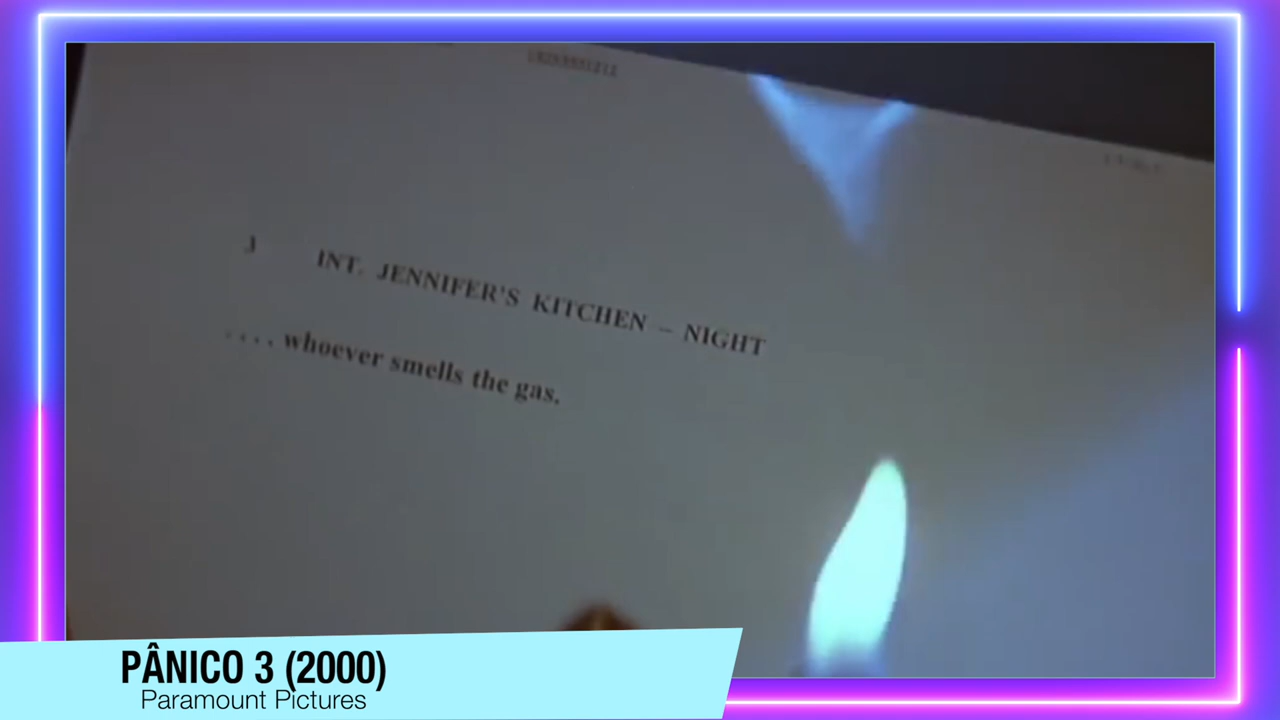 3 INT. JENNIFER'S KITCHEN – NIGHT
. . . . whoever smells the gas.
PÂNICO 3 (2000)
Paramount Pictures